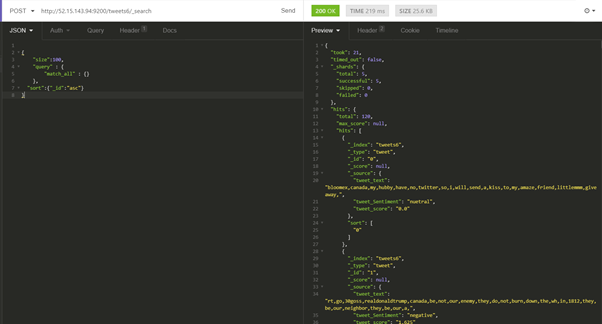 POST http://52.15.143.94:9200/tweets6/_search Send
JSON Auth Query Header 1 Docs
1
2 {
3 "size":100,
4 "query" : {
5 "match_all" : {}
6 },
7 "sort":{"_id":"asc"}
8 }
200 OK TIME 219 ms SIZE 25.6 KB
Preview Header 2 Cookie Timeline
1 {
2 "took": 21,
3 "timed_out": false,
4 "_shards": {
5 "total": 5,
6 "successful": 5,
7 "skipped": 0,
8 "failed": 0
9 },
10 "hits": {
11 "total": 120,
12 "max_score": null,
13 "hits": [
14 {
15 "_index": "tweets6",
16 "_type": "tweet",
17 "_id": "0",
18 "_score": null,
19 "_source": {
20 "tweet_text":
"bloomex,canada,my,hubby,have,no,twitter,so,i,will,send,a,kiss,to,my,amaze,friend,littlemmm,give
away,",
21 "tweet_Sentiment": "nuetral",
22 "tweet_score": "0.0"
23 },
24 "sort": [
25 "0"
26 ]
27 },
28 {
29 "_index": "tweets6",
30 "_type": "tweet",
31 "_id": "1",
32 "_score": null,
33 "_source": {
34 "tweet_text":
"rt,go,30goss,realdonaldtrump,canada,be,not,our,enemy,they,do,not,burn,down,the,wh,in,1812,they,
be,our,neighbor,they,be,our,a,",
35 "tweet_Sentiment": "negative",
36 "tweet_score": "1.625"